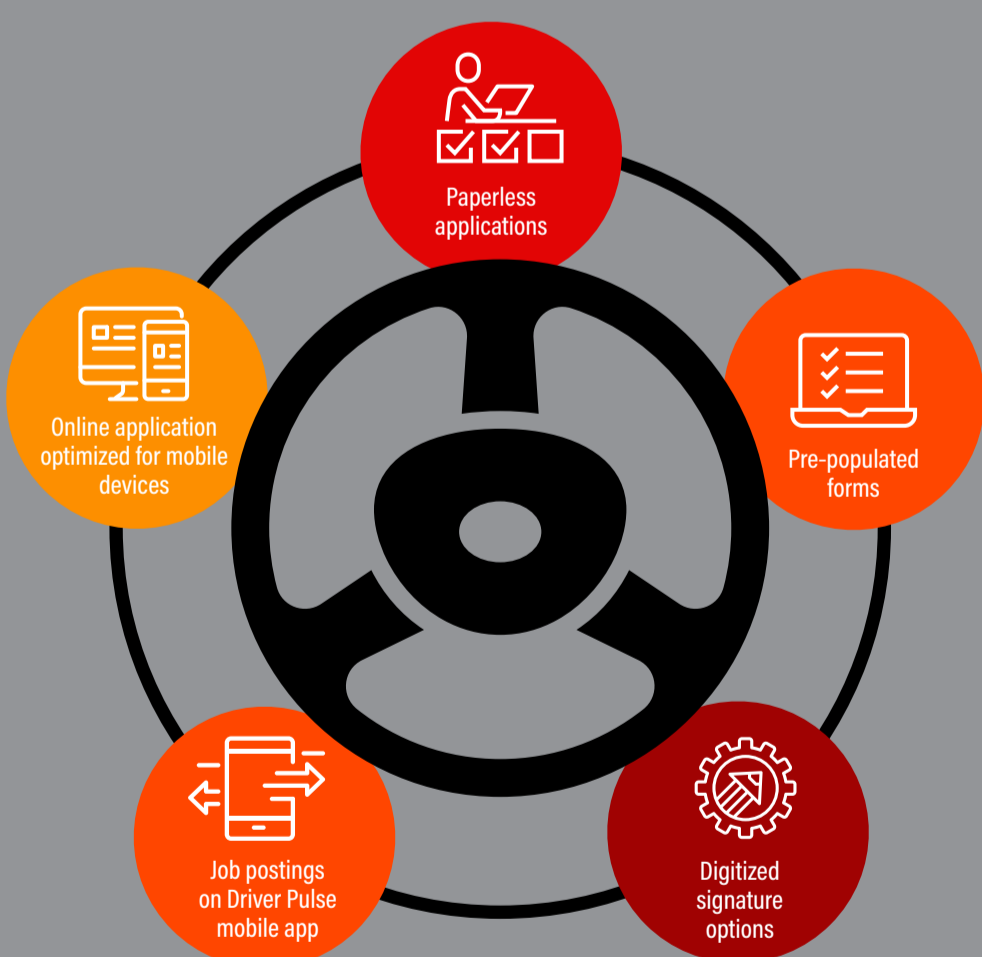 Paperless
applications
Pre-populated
forms
Digitized
signature
options
Job postings
on Driver Pulse
mobile app
Online application
optimized for mobile
devices